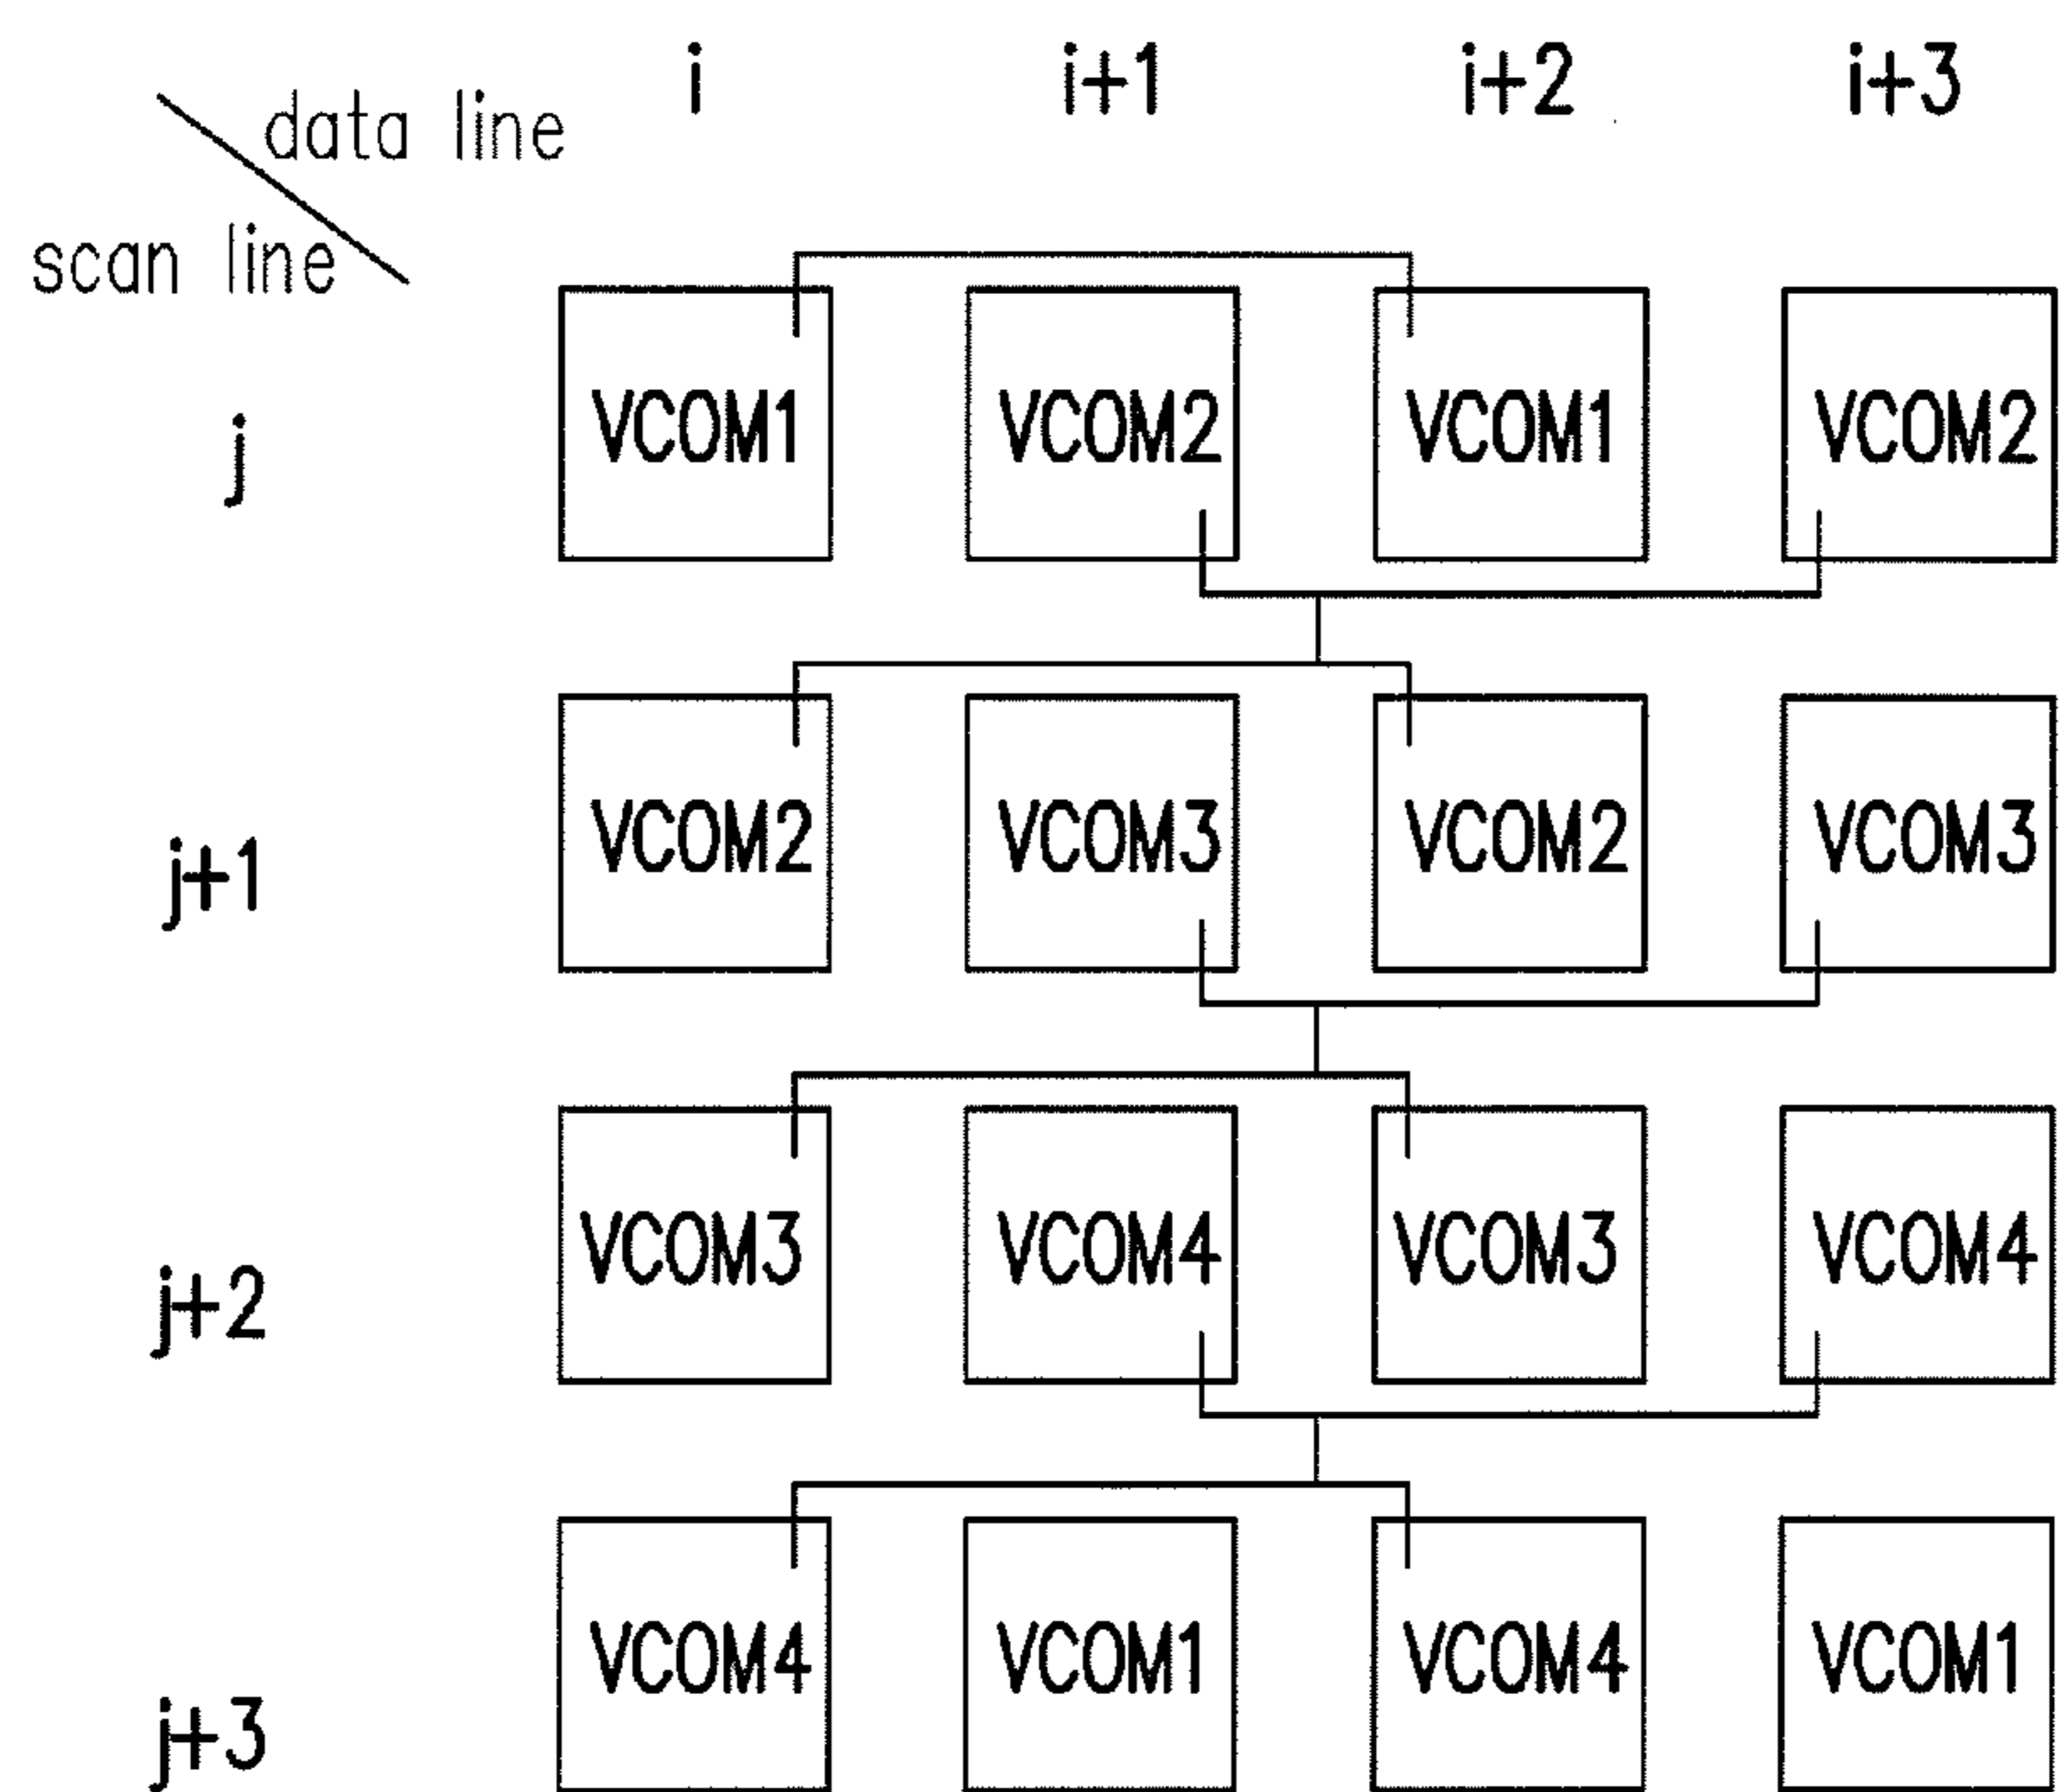 data line i i+1 i+2 i+3
scan line
j VCOM1 VCOM2 VCOM1 VCOM2
j+1 VCOM2 VCOM3 VCOM2 VCOM3
j+2 VCOM3 VCOM4 VCOM3 VCOM4
j+3 VCOM4 VCOM1 VCOM4 VCOM1